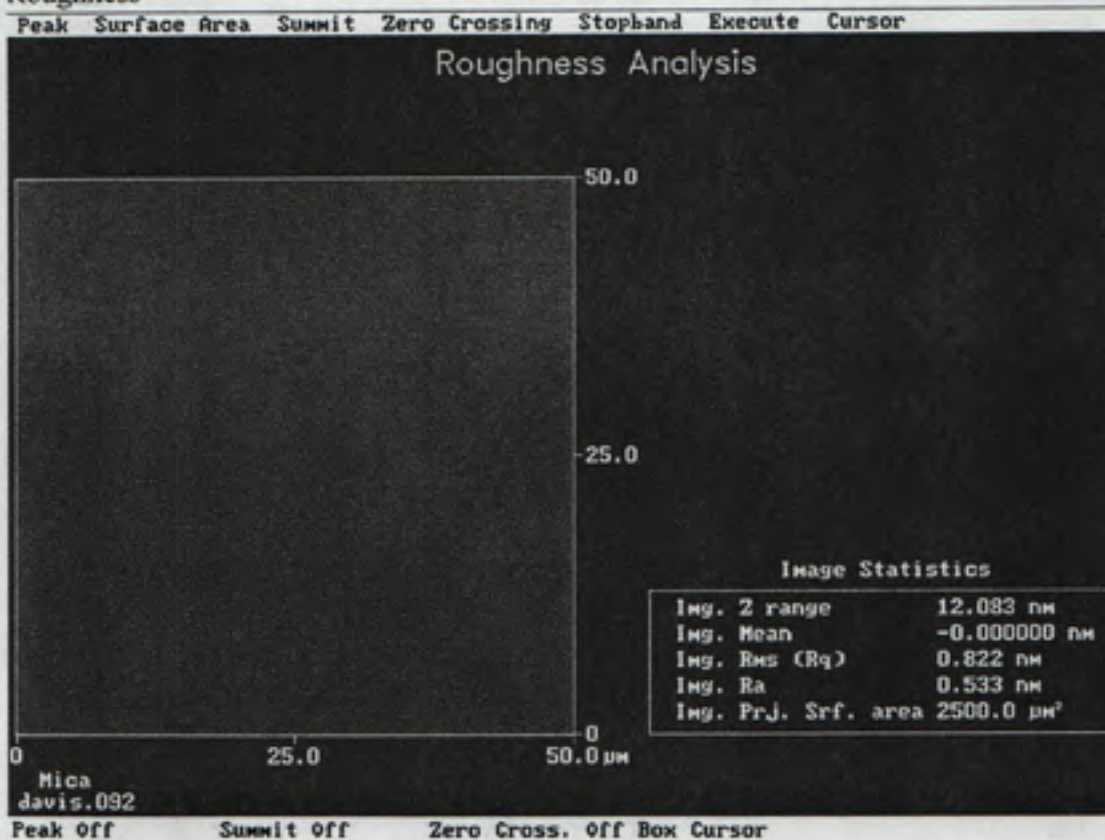 Roughness
Peak Surface Area Summit Zero Crossing Stopband Execute Cursor
Roughness Analysis
50.0
25.0
0
0 25.0 50.0 µm
Image Statistics
Img. Z range 12.083 nm
Img. Mean -0.000000 nm
Img. Rms (Rq) 0.822 nm
Img. Ra 0.533 nm
Img. Prj. Srf. area 2500.0 µm²
Mica
davis.092
Peak Off Summit Off Zero Cross. Off Box Cursor